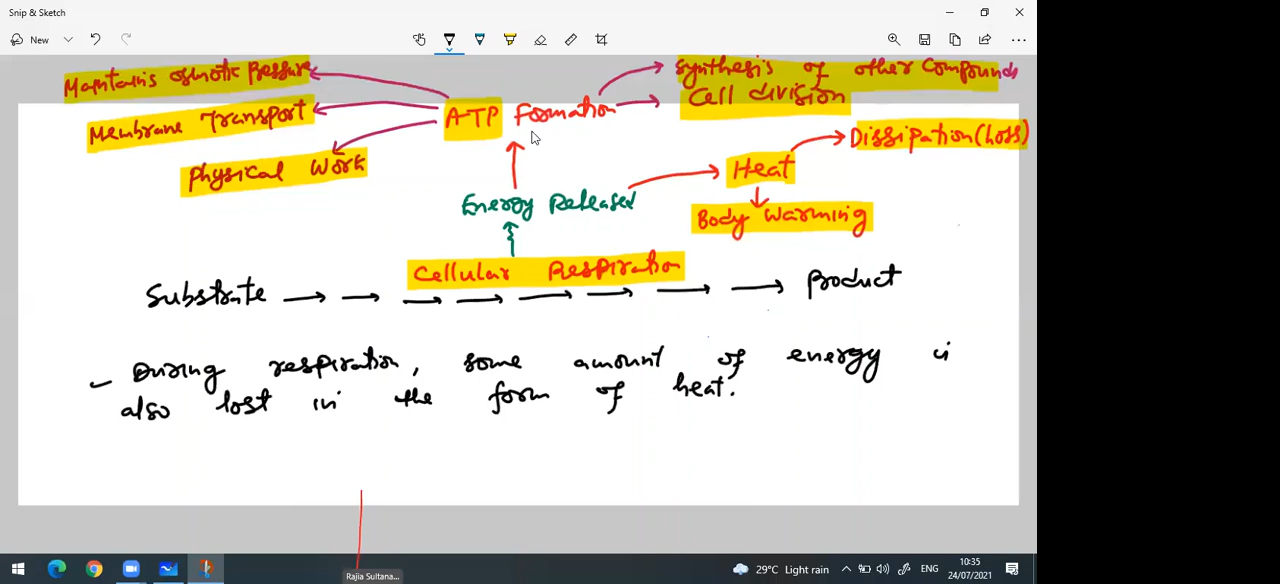 Snip & Sketch
New
Maintains osmotic Pressure
Synthesis of other Compounds
Membrane Transport
ATP Formation
Cell division
Physical Work
Dissipation (Loss)
Heat
Energy Released
Body Warming
Cellular Respiration
Substrate
Product
During respiration, some amount of energy is
also lost in the form of heat.
Rajia Sultana...
29°C Light rain
ENG
10:35
24/07/2021